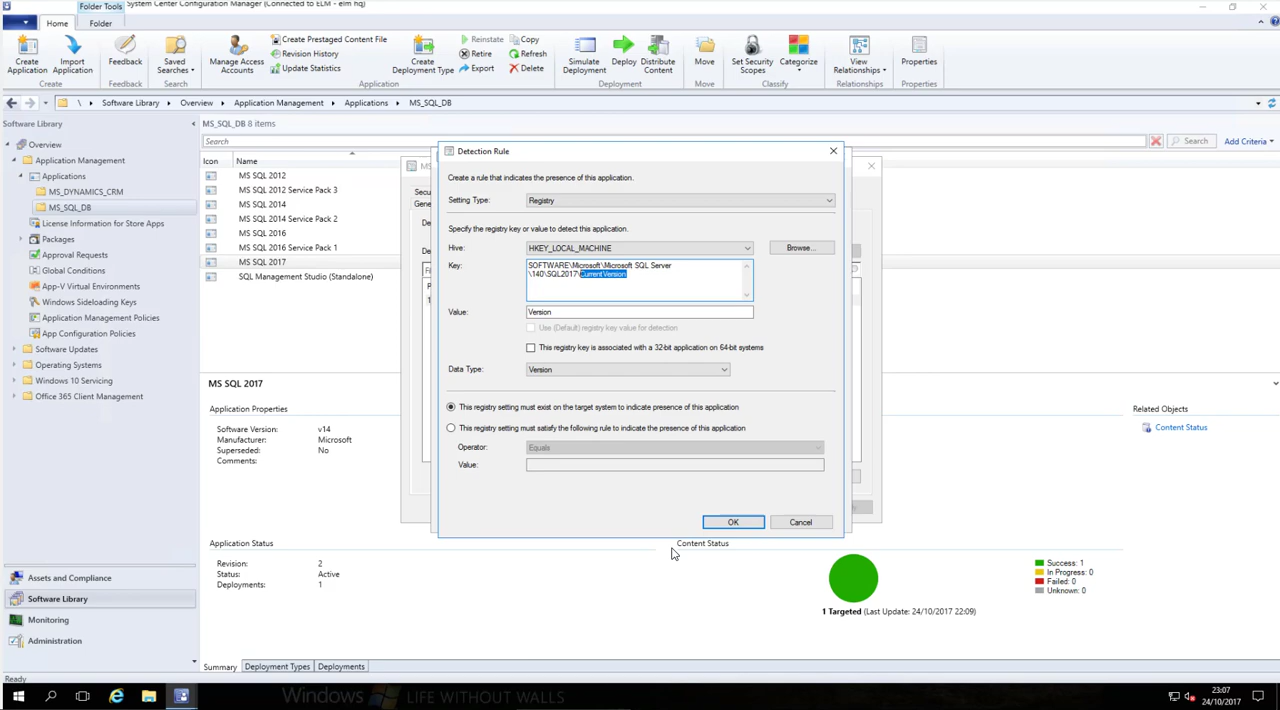 Folder Tools
System Center Configuration Manager (Connected to ELM - elm hq)
Home
Folder
Create Application
Import Application
Create
Feedback
Saved Searches
Search
Manage Access Accounts
Create Prestaged Content File
Revision History
Update Statistics
Application
Create Deployment Type
Reinstate
Retire
Export
Copy
Refresh
Delete
Simulate Deployment
Deploy
Distribute Content
Deployment
Move
Move
Set Security Scopes
Categorize
Classify
View Relationships
Relationships
Properties
Properties
\ Software Library Overview Application Management Applications MS_SQL_DB
Software Library
Overview
Application Management
Applications
MS_DYNAMICS_CRM
MS_SQL_DB
License Information for Store Apps
Packages
Approval Requests
Global Conditions
App-V Virtual Environments
Windows Sideloading Keys
Application Management Policies
App Configuration Policies
Software Updates
Operating Systems
Windows 10 Servicing
Office 365 Client Management
MS_SQL_DB 8 items
Search
Search
Add Criteria
Icon Name
MS SQL 2012
MS SQL 2012 Service Pack 3
MS SQL 2014
MS SQL 2014 Service Pack 2
MS SQL 2016
MS SQL 2016 Service Pack 1
MS SQL 2017
SQL Management Studio (Standalone)
Detection Rule
Create a rule that indicates the presence of this application.
Setting Type: Registry
Specify the registry key or value to detect this application.
Hive: HKEY_LOCAL_MACHINE Browse...
Key: SOFTWARE\Microsoft\Microsoft SQL Server
\140\SQL2017\CurrentVersion
Value: Version
Use (Default) registry key value for detection
This registry key is associated with a 32-bit application on 64-bit systems
Data Type: Version
This registry setting must exist on the target system to indicate presence of this application
This registry setting must satisfy the following rule to indicate the presence of this application
Operator: Equals
Value:
OK Cancel
MS SQL 2017
Application Properties
Software Version: v14
Manufacturer: Microsoft
Superseded: No
Comments:
Related Objects
Content Status
Application Status
Revision: 2
Status: Active
Deployments: 1
Content Status
Success: 1
In Progress: 0
Failed: 0
Unknown: 0
1 Targeted (Last Update: 24/10/2017 22:09)
Assets and Compliance
Software Library
Monitoring
Administration
Summary Deployment Types Deployments
Ready
Windows LIFE WITHOUT WALLS
23:07
24/10/2017